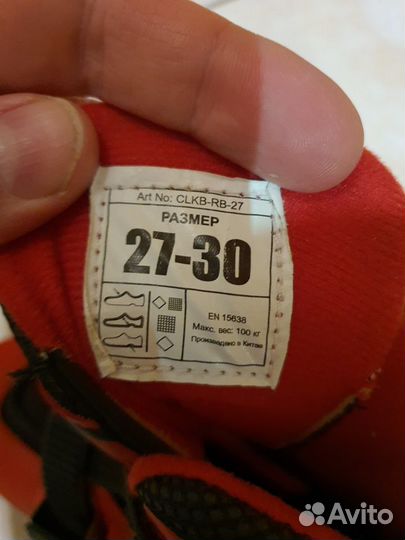 Art No: CLKB-RB-27
РАЗМЕР
27-30
EN 15638
Макс. вес: 100 кг
Произведено в Китае
Avito